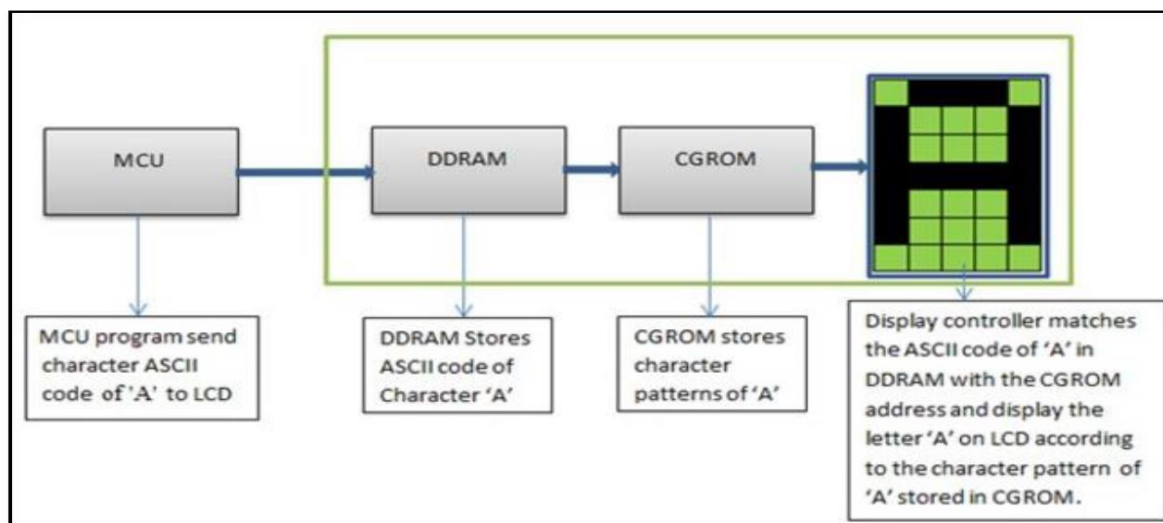 MCU
DDRAM
CGROM
MCU program send
character ASCII
code of 'A' to LCD
DDRAM Stores
ASCII code of
Character ‘A’
CGROM stores
character
patterns of ‘A’
Display controller matches
the ASCII code of ‘A’ in
DDRAM with the CGROM
address and display the
letter ‘A’ on LCD according
to the character pattern of
‘A’ stored in CGROM.